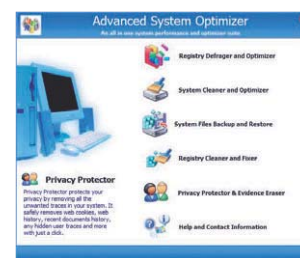 Advanced System Optimizer
An all in one system performance and optimizer suite.
Registry Defrager and Optimizer
System Cleaner and Optimizer
System Files Backup and Restore
Registry Cleaner and Fixer
Privacy Protector & Evidence Eraser
Help and Contact Information
Privacy Protector
Privacy Protector protects your
privacy by removing all the
unwanted traces in your system. It
safely removes web cookies, web
history, recent documents history,
any hidden user traces and more
with just a click.